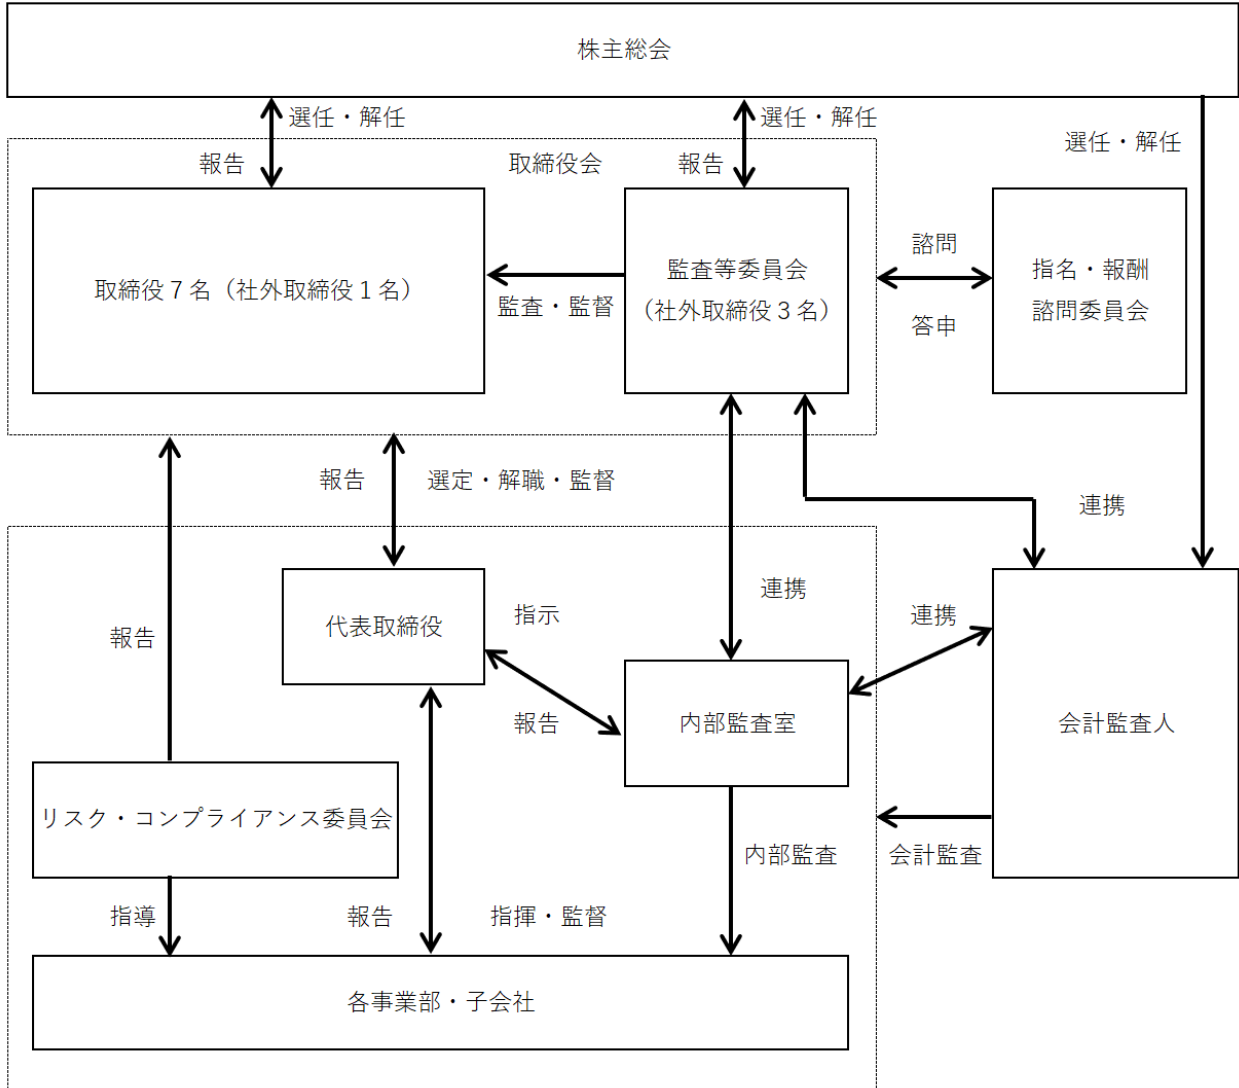 株主総会
選任・解任
選任・解任
選任・解任
報告
取締役会
報告
取締役７名（社外取締役１名）
監査・監督
監査等委員会
（社外取締役３名）
諮問
答申
指名・報酬
諮問委員会
報告
選定・解職・監督
連携
代表取締役
指示
連携
連携
報告
報告
内部監査室
会計監査人
リスク・コンプライアンス委員会
内部監査
会計監査
指導
報告
指揮・監督
各事業部・子会社